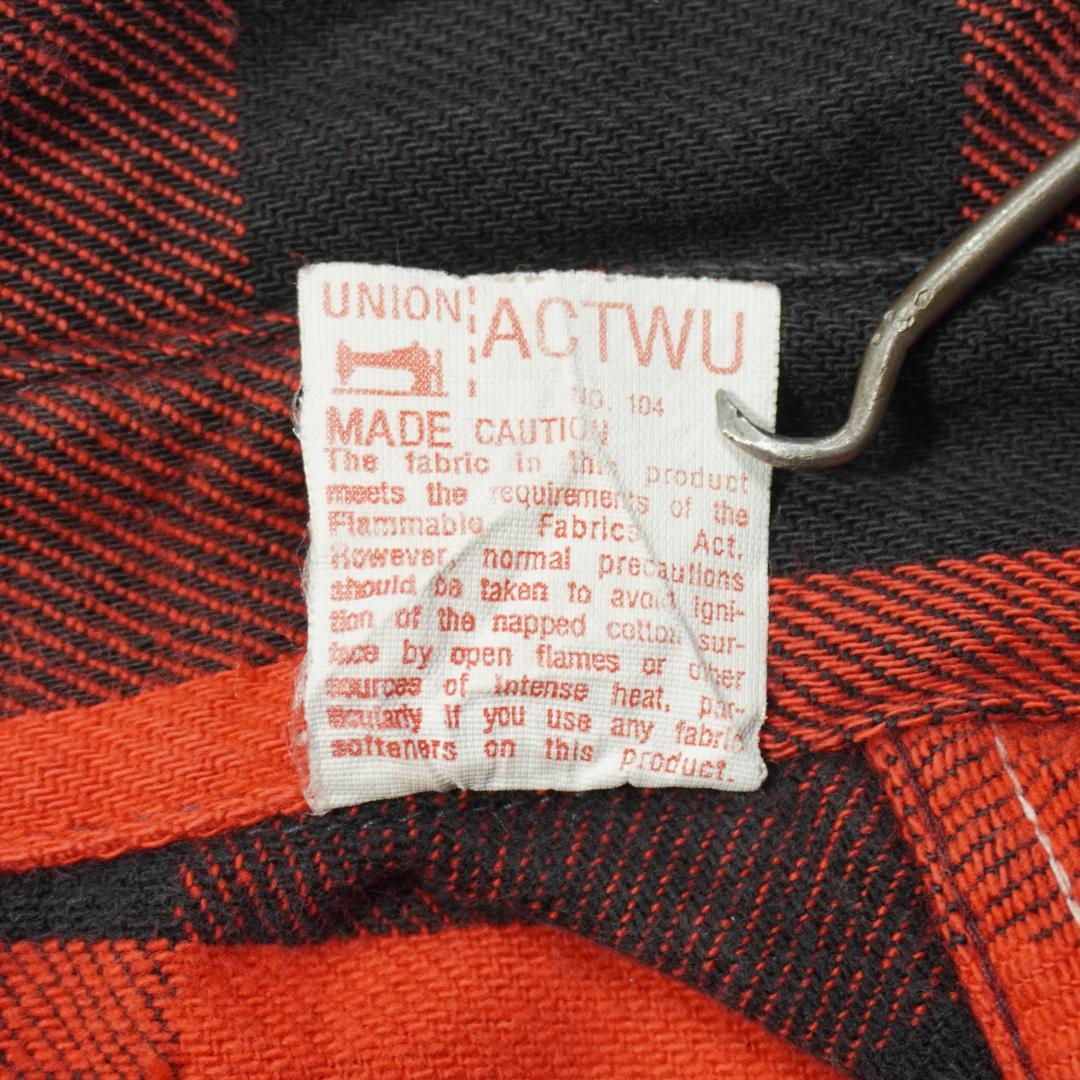 UNION ACTWU
No. 104
MADE CAUTION
The fabric in this product
meets the requirements of the
Flammable Fabrics Act.
However, normal precautions
should be taken to avoid igni-
tion of the napped cotton sur-
face by open flames or other
sources of intense heat, par-
ticularly if you use any fabric
softeners on this product.